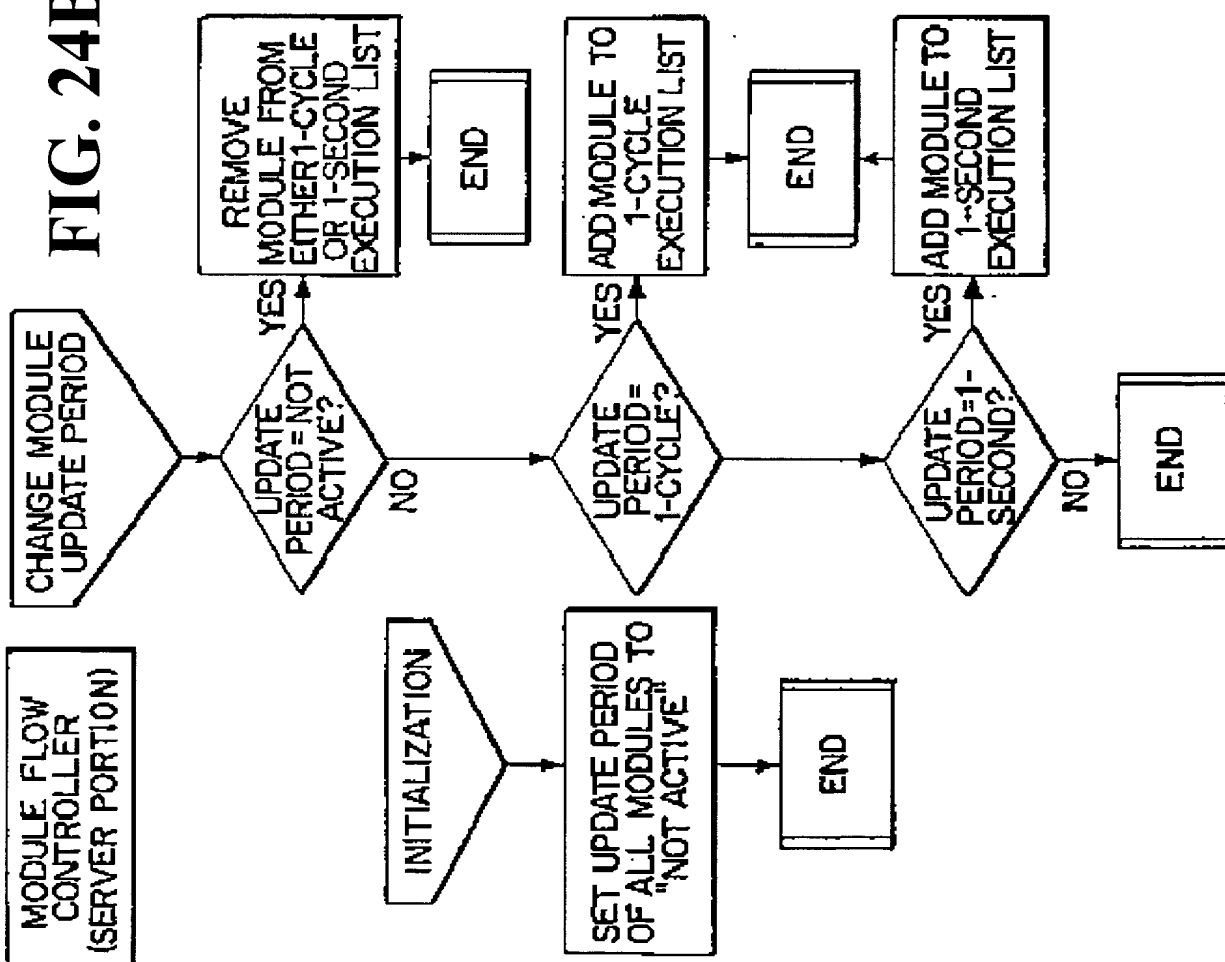 FIG. 24B
MODULE FLOW
CONTROLLER
(SERVER PORTION)
INITIALIZATION
SET UPDATE PERIOD
OF ALL MODULES TO
"NOT ACTIVE"
END
CHANGE MODULE
UPDATE PERIOD
UPDATE
PERIOD=NOT
ACTIVE?
YES
NO
REMOVE
MODULE FROM
EITHER 1-CYCLE
OR 1-SECOND
EXECUTION LIST
END
UPDATE
PERIOD=
1-CYCLE?
YES
ADD MODULE TO
1-CYCLE
EXECUTION LIST
END
UPDATE
PERIOD=1-
SECOND?
YES
NO
ADD MODULE TO
1-SECOND
EXECUTION LIST
END